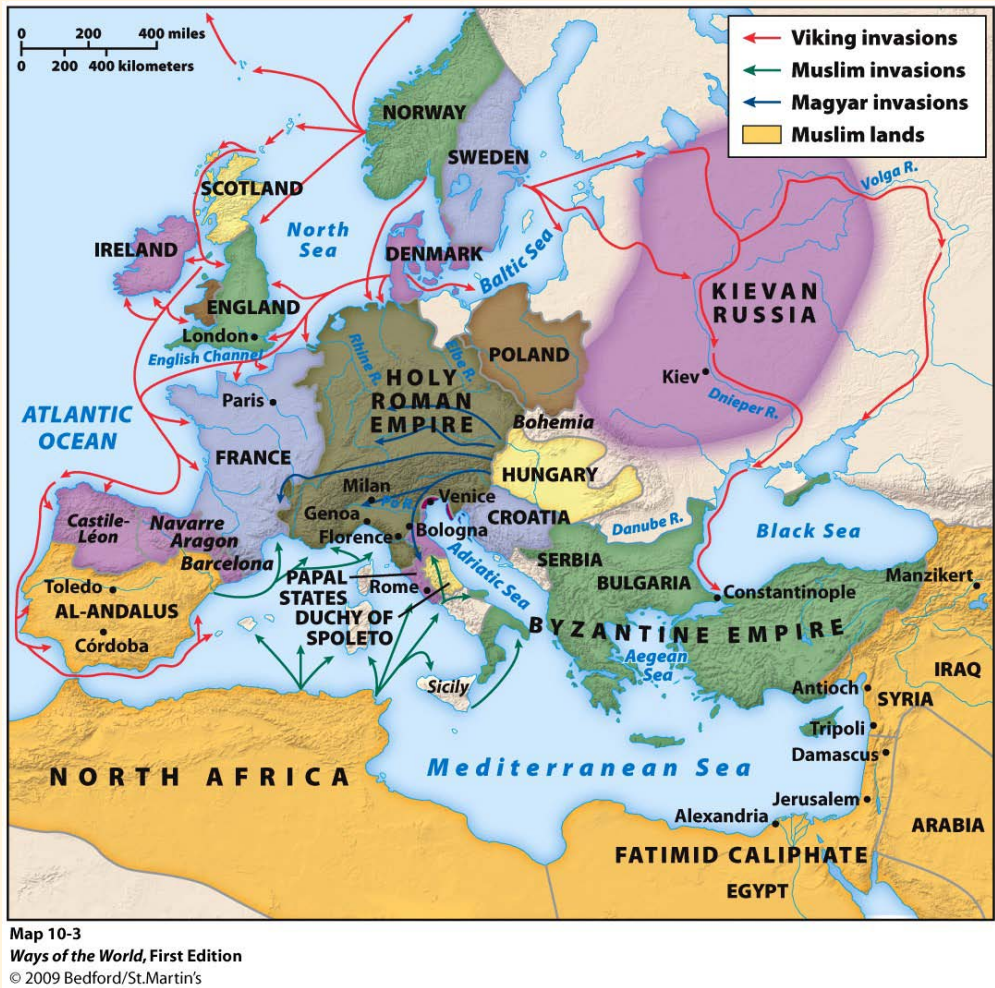 0 200 400 miles
0 200 400 kilometers
Viking invasions
Muslim invasions
Magyar invasions
Muslim lands
NORWAY
SWEDEN
SCOTLAND
North
Sea
IRELAND
DENMARK
Baltic Sea
Volga R.
ENGLAND
London
English Channel
KIEVAN
RUSSIA
Rhine R.
Elbe R.
POLAND
HOLY
ROMAN
EMPIRE
Kiev
Dnieper R.
Paris
Bohemia
ATLANTIC
OCEAN
FRANCE
HUNGARY
Milan
Venice
Po R.
Genoa
Bologna
CROATIA
Florence
Danube R.
Black Sea
Castile-
Léon
Navarre
Aragon
Barcelona
Adriatic Sea
SERBIA
BULGARIA
Constantinople
Manzikert
Toledo
AL-ANDALUS
Córdoba
PAPAL
STATES
Rome
DUCHY OF
SPOLETO
BYZANTINE EMPIRE
Aegean
Sea
IRAQ
Sicily
Antioch
SYRIA
Tripoli
Damascus
NORTH AFRICA
Mediterranean Sea
Jerusalem
Alexandria
ARABIA
FATIMID CALIPHATE
EGYPT
Map 10-3
Ways of the World, First Edition
© 2009 Bedford/St.Martin's